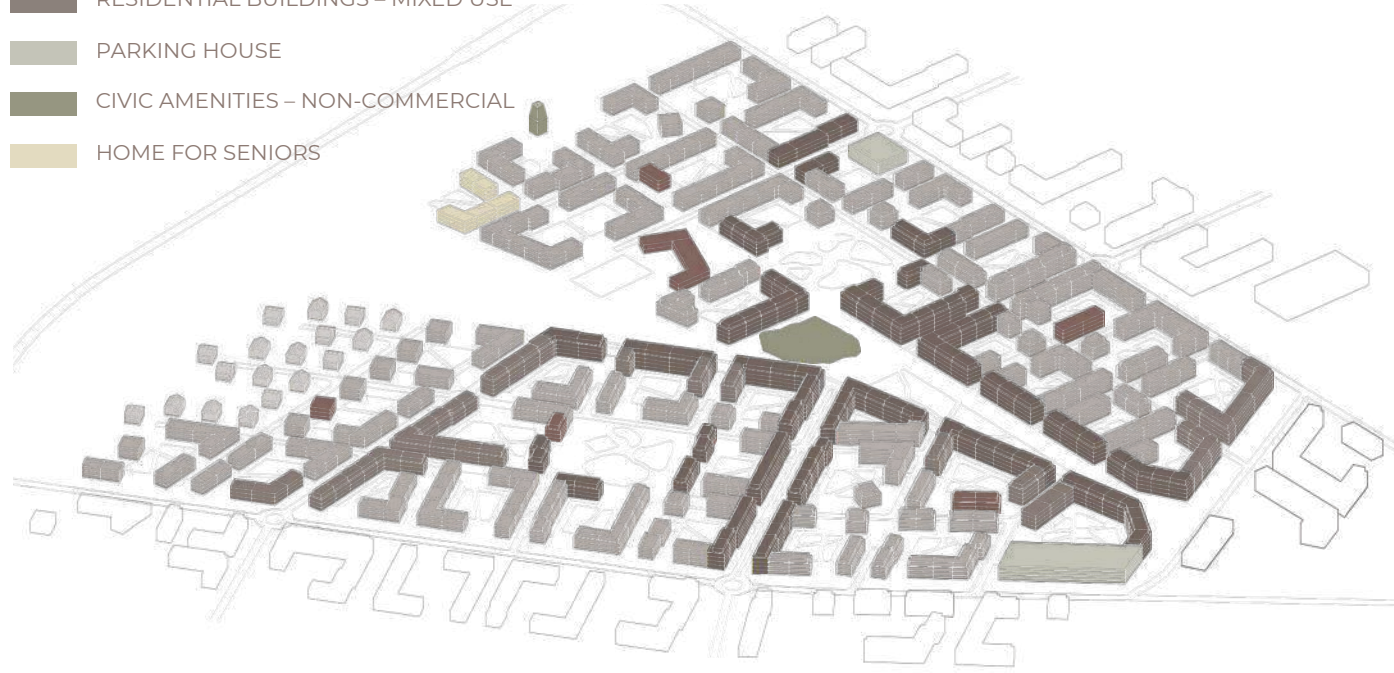 RESIDENTIAL BUILDINGS – MIXED USE
PARKING HOUSE
CIVIC AMENITIES – NON-COMMERCIAL
HOME FOR SENIORS